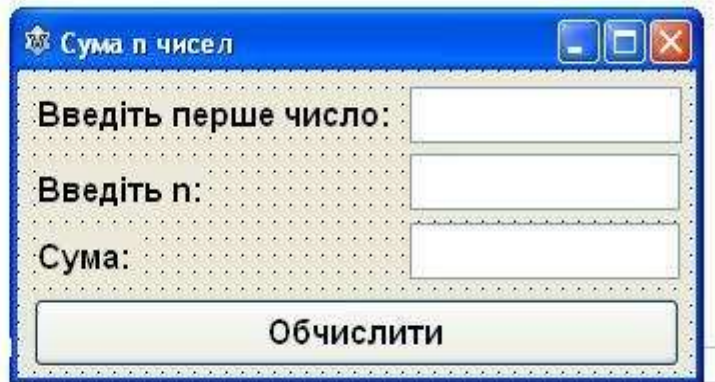 Сума n чисел
Введіть перше число:
Введіть n:
Сума:
Обчислити